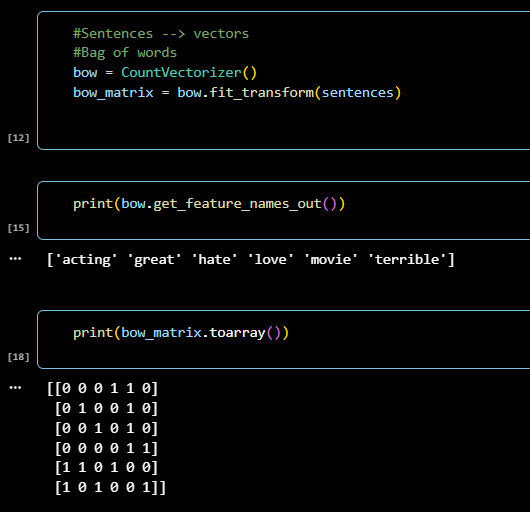 #Sentences --> vectors
#Bag of words
bow = CountVectorizer()
bow_matrix = bow.fit_transform(sentences)
[12]
print(bow.get_feature_names_out())
[15]
... ['acting' 'great' 'hate' 'love' 'movie' 'terrible']
print(bow_matrix.toarray())
[18]
... [[0 0 0 1 1 0]
[0 1 0 0 1 0]
[0 0 1 0 1 0]
[0 0 0 0 1 1]
[1 1 0 1 0 0]
[1 0 1 0 0 1]]